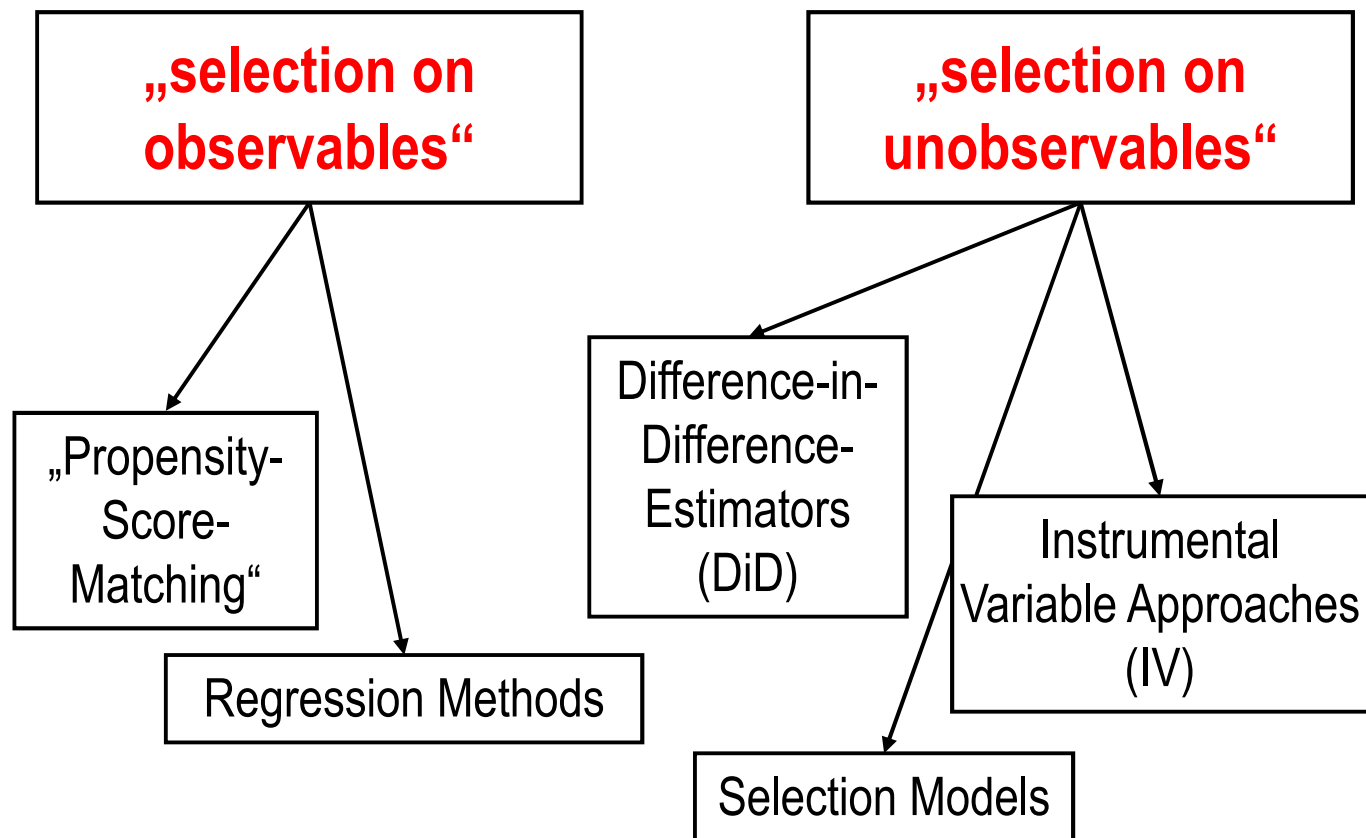 „selection on
observables“
„selection on
unobservables“
„Propensity-
Score-
Matching“
Regression Methods
Difference-in-
Difference-
Estimators
(DiD)
Instrumental
Variable Approaches
(IV)
Selection Models